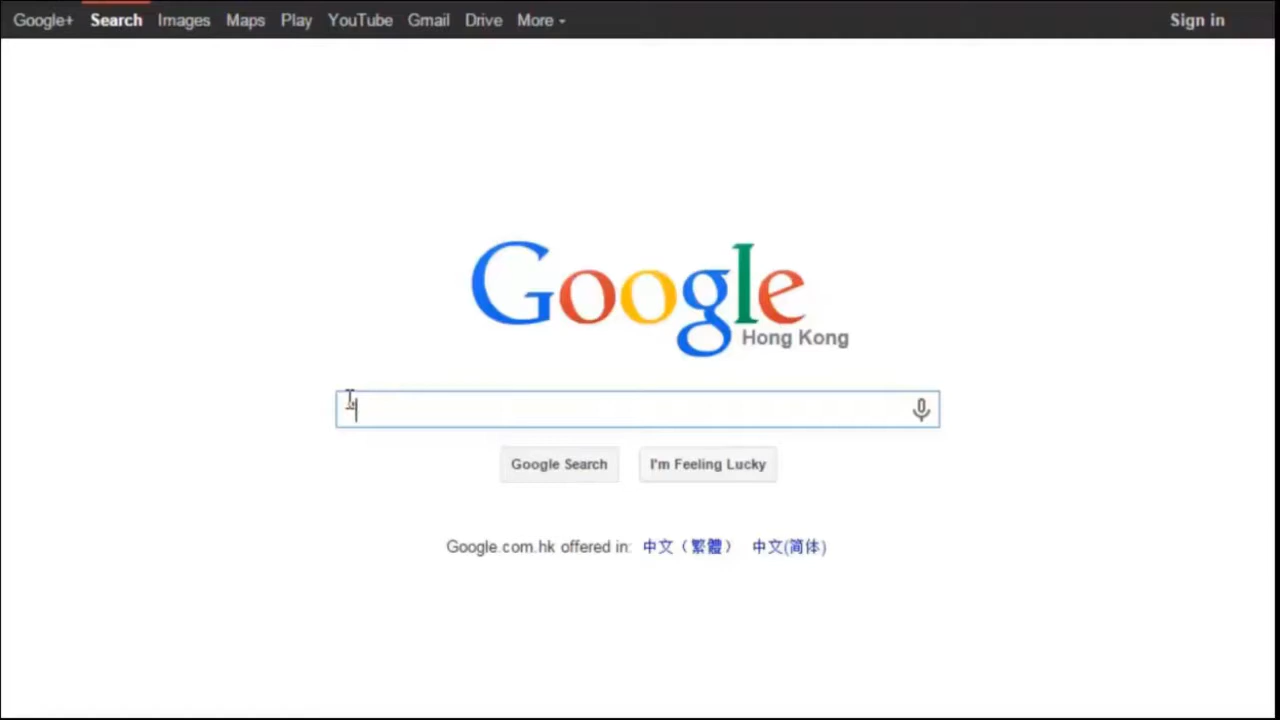 Google+ Search Images Maps Play YouTube Gmail Drive More Sign in
Google
Hong Kong
Google Search I'm Feeling Lucky
Google.com.hk offered in: 中文（繁體） 中文(简体)